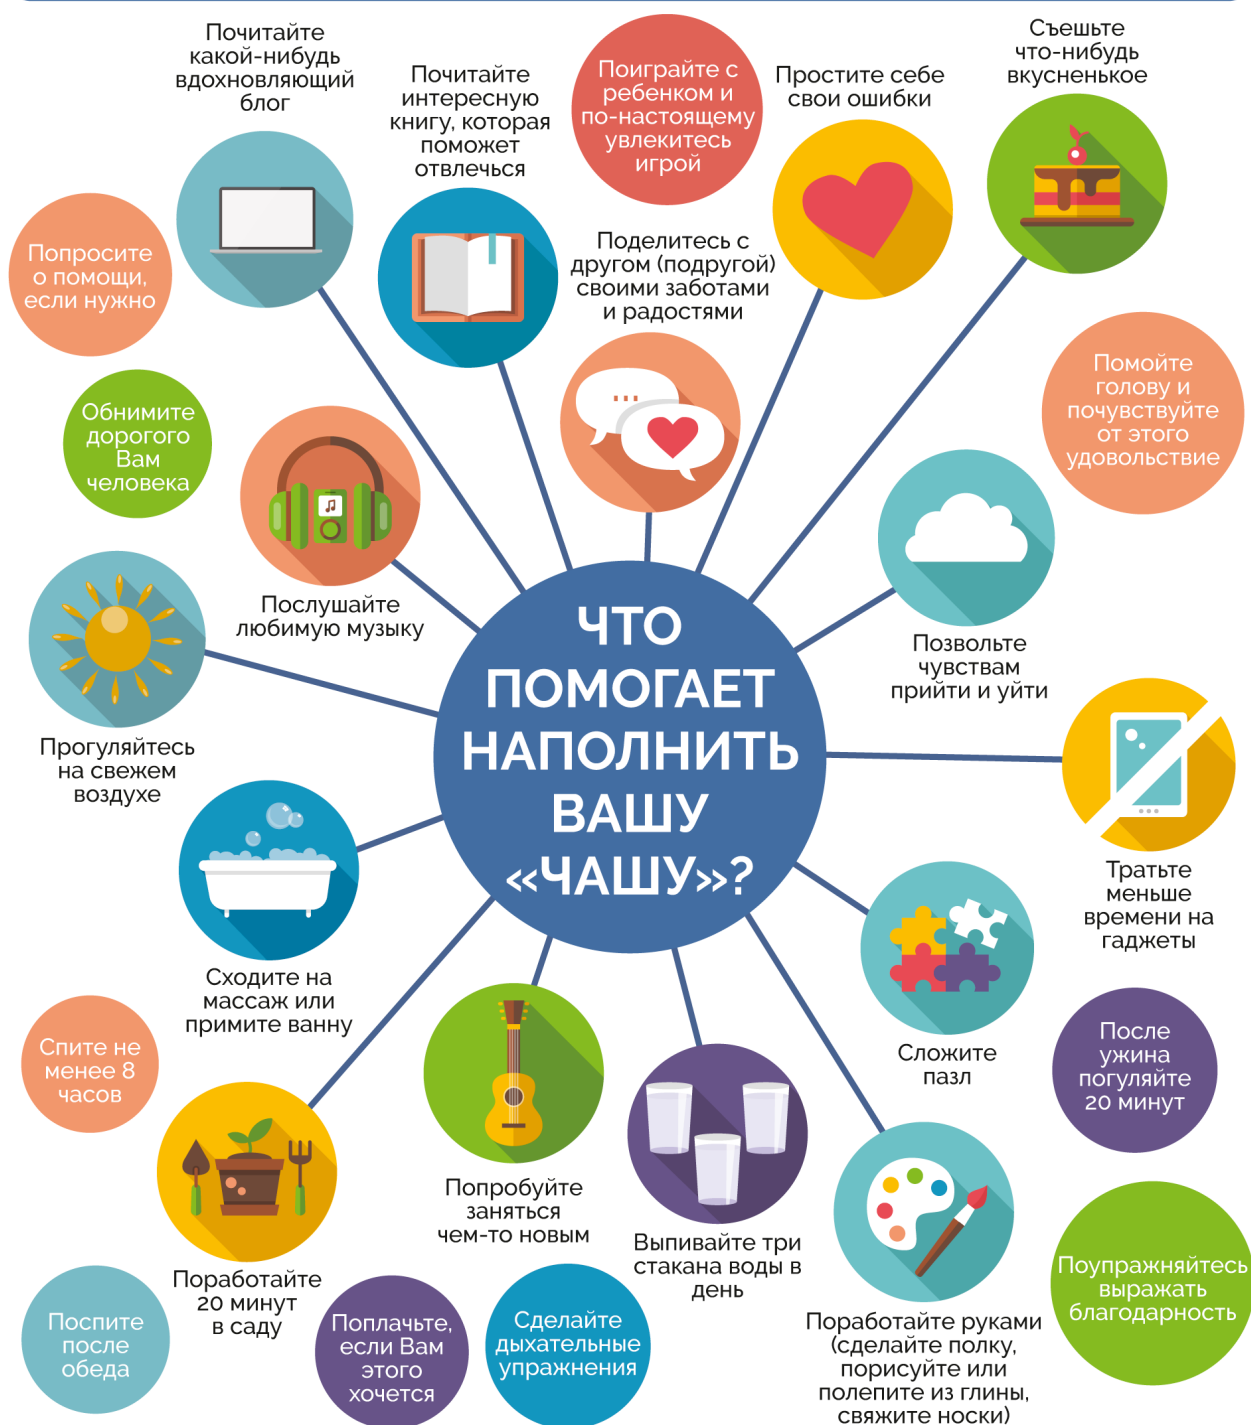 Почитайте
какой-нибудь
вдохновляющий
блог
Почитайте
интересную
книгу, которая
поможет
отвлечься
Поиграйте с
ребенком и
по-настоящему
увлекитесь
игрой
Простите себе
свои ошибки
Съешьте
что-нибудь
вкусненькое
Попросите
о помощи,
если нужно
Поделитесь с
другом (подругой)
своими заботами
и радостями
Помойте
голову и
почувствуйте
от этого
удовольствие
Обнимите
дорогого
Вам
человека
Послушайте
любимую музыку
Позвольте
чувствам
прийти и уйти
ЧТО
ПОМОГАЕТ
НАПОЛНИТЬ
ВАШУ
«ЧАШУ»?
Прогуляйтесь
на свежем
воздухе
Тратьте
меньше
времени на
гаджеты
Сходите на
массаж или
примите ванну
Сложите
пазл
Спите не
менее 8
часов
После
ужина
погуляйте
20 минут
Попробуйте
заняться
чем-то новым
Выпивайте три
стакана воды в
день
Поработайте
20 минут
в саду
Поработайте руками
(сделайте полку,
порисуйте или
полепите из глины,
свяжите носки)
Поупражняйтесь
выражать
благодарность
Поспите
после
обеда
Поплачьте,
если Вам
этого
хочется
Сделайте
дыхательные
упражнения